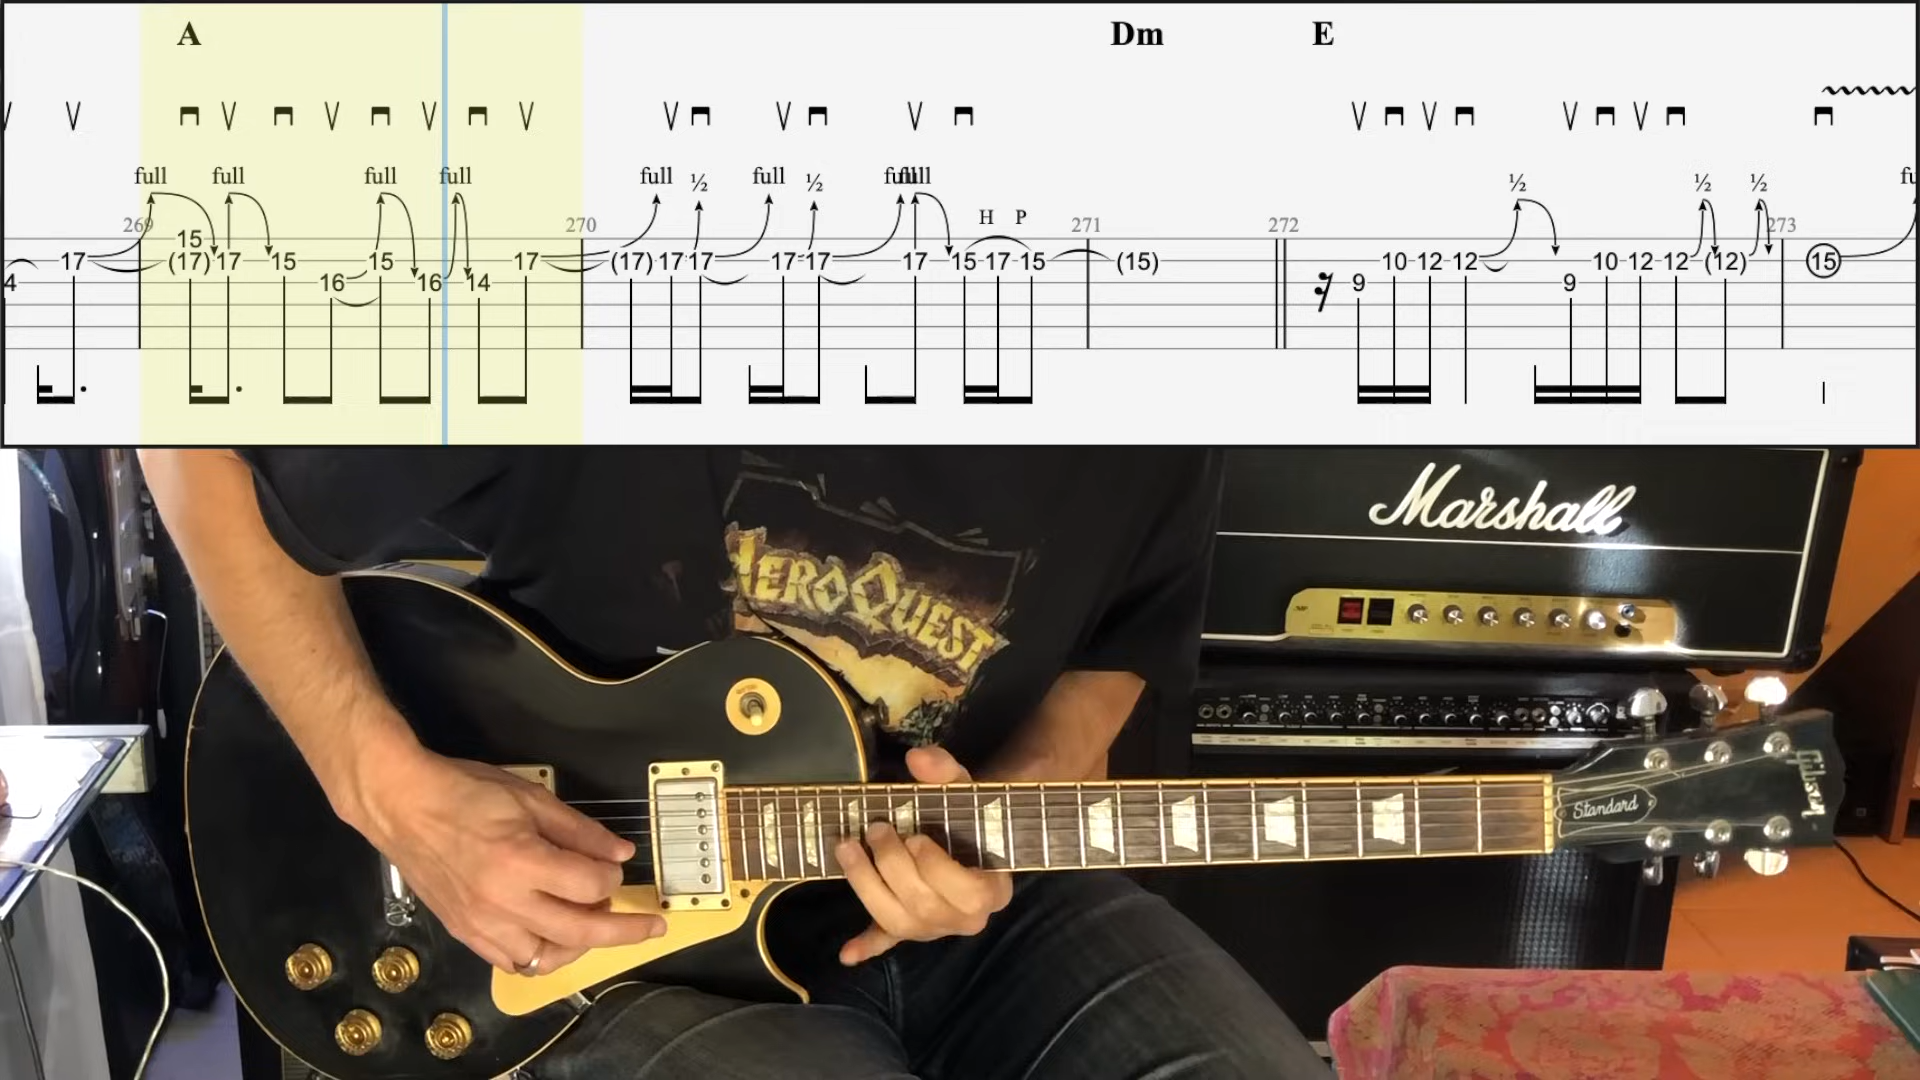 A Dm E
full full full full full ½ full ½ full full ½ ½ ½
269 270 H P 271 272 273
15
17 (17) 17 15 15 16 17 (17) 17 17 17 17 17 15 17 15 (15) 10 12 12 10 12 12 (12) 15
4 16 14 9 9
Marshall
HEROQUEST
Standard
Gibson